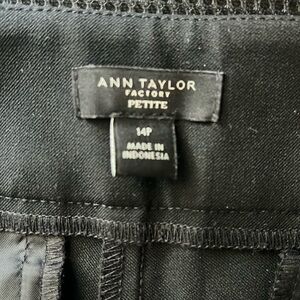 ANN TAYLOR
FACTORY
PETITE
14P
MADE IN
INDONESIA